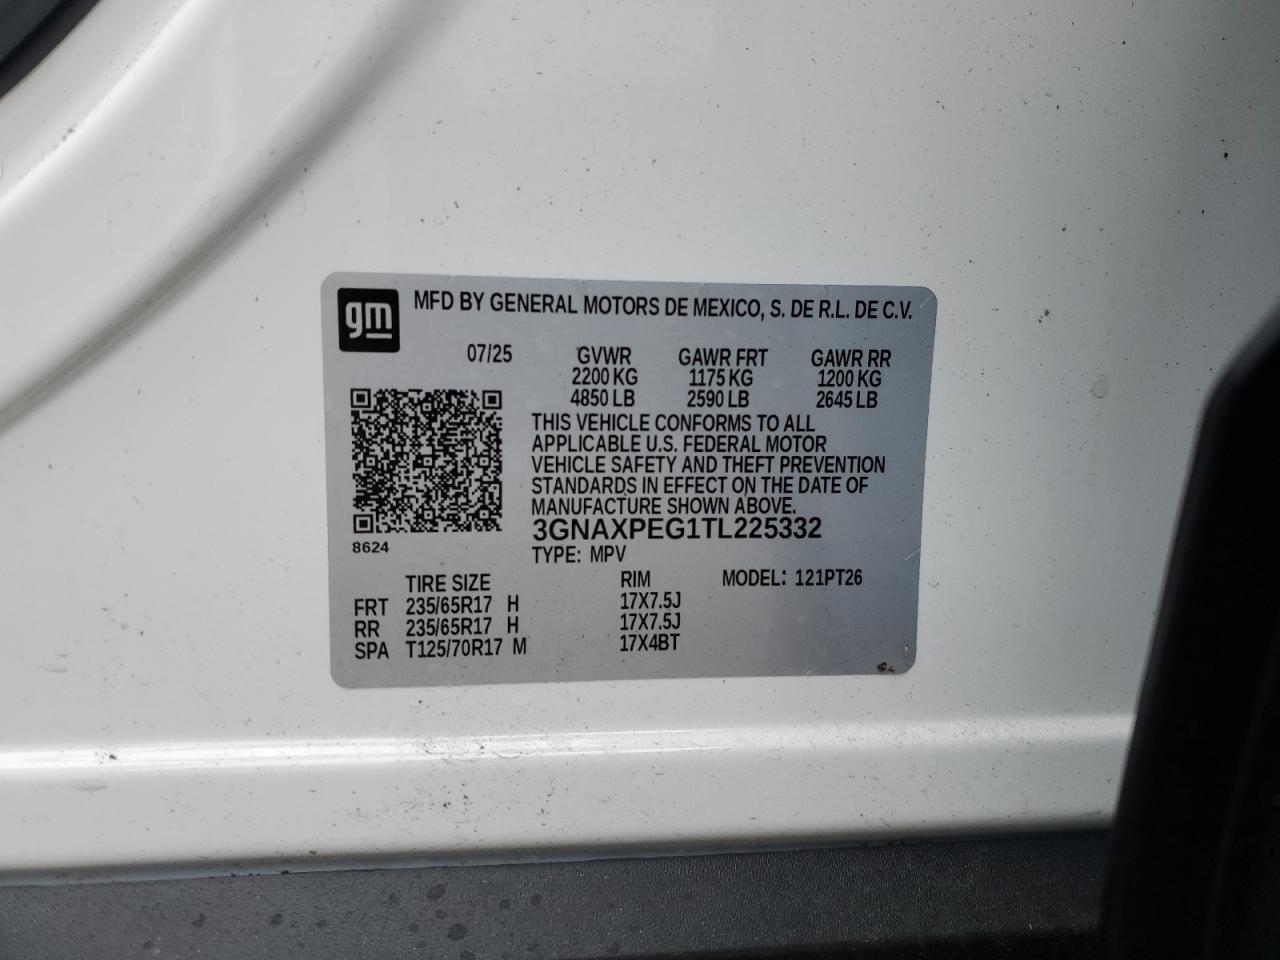 gm MFD BY GENERAL MOTORS DE MEXICO, S. DE R.L. DE C.V.
07/25 GVWR GAWR FRT GAWR RR
2200 KG 1175 KG 1200 KG
4850 LB 2590 LB 2645 LB
THIS VEHICLE CONFORMS TO ALL
APPLICABLE U.S. FEDERAL MOTOR
VEHICLE SAFETY AND THEFT PREVENTION
STANDARDS IN EFFECT ON THE DATE OF
MANUFACTURE SHOWN ABOVE.
3GNAXPEG1TL225332
8624
TYPE: MPV
TIRE SIZE RIM MODEL: 121PT26
FRT 235/65R17 H 17X7.5J
RR 235/65R17 H 17X7.5J
SPA T125/70R17 M 17X4BT